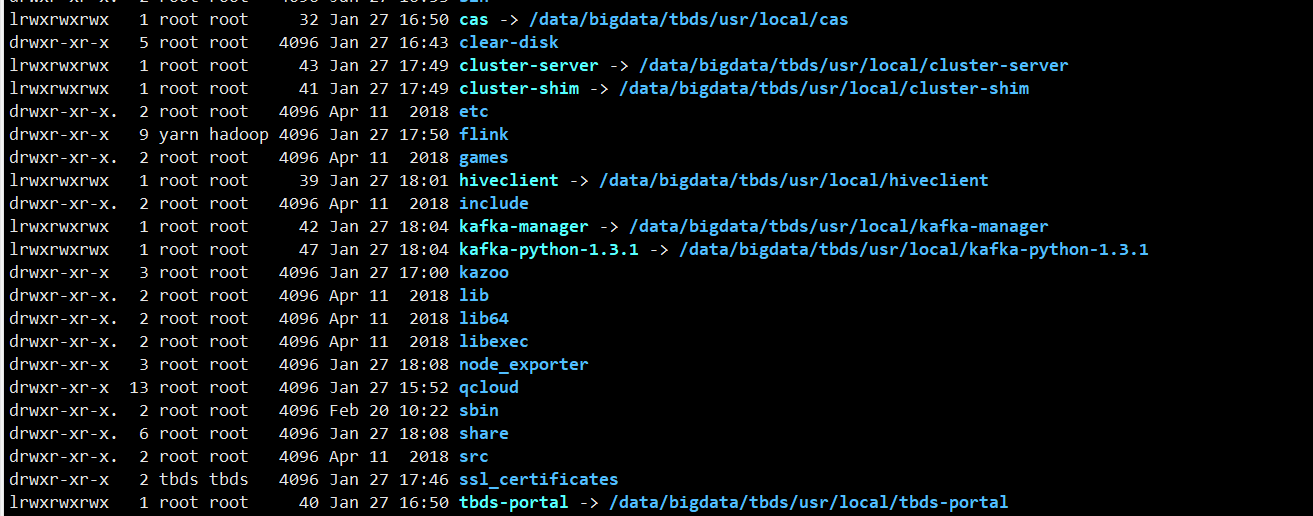 lrwxrwxrwx   1 root root     32 Jan 27 16:50 cas -> /data/bigdata/tbds/usr/local/cas
drwxr-xr-x   5 root root   4096 Jan 27 16:43 clear-disk
lrwxrwxrwx   1 root root     43 Jan 27 17:49 cluster-server -> /data/bigdata/tbds/usr/local/cluster-server
lrwxrwxrwx   1 root root     41 Jan 27 17:49 cluster-shim -> /data/bigdata/tbds/usr/local/cluster-shim
drwxr-xr-x.  2 root root   4096 Apr 11  2018 etc
drwxr-xr-x   9 yarn hadoop 4096 Jan 27 17:50 flink
drwxr-xr-x.  2 root root   4096 Apr 11  2018 games
lrwxrwxrwx   1 root root     39 Jan 27 18:01 hiveclient -> /data/bigdata/tbds/usr/local/hiveclient
drwxr-xr-x.  2 root root   4096 Apr 11  2018 include
lrwxrwxrwx   1 root root     42 Jan 27 18:04 kafka-manager -> /data/bigdata/tbds/usr/local/kafka-manager
lrwxrwxrwx   1 root root     47 Jan 27 18:04 kafka-python-1.3.1 -> /data/bigdata/tbds/usr/local/kafka-python-1.3.1
drwxr-xr-x   3 root root   4096 Jan 27 17:00 kazoo
drwxr-xr-x.  2 root root   4096 Apr 11  2018 lib
drwxr-xr-x.  2 root root   4096 Apr 11  2018 lib64
drwxr-xr-x.  2 root root   4096 Apr 11  2018 libexec
drwxr-xr-x   3 root root   4096 Jan 27 18:08 node_exporter
drwxr-xr-x  13 root root   4096 Jan 27 15:52 qcloud
drwxr-xr-x.  2 root root   4096 Feb 20 10:22 sbin
drwxr-xr-x.  6 root root   4096 Jan 27 18:08 share
drwxr-xr-x.  2 root root   4096 Apr 11  2018 src
drwxr-xr-x   2 tbds tbds   4096 Jan 27 17:46 ssl_certificates
lrwxrwxrwx   1 root root     40 Jan 27 16:50 tbds-portal -> /data/bigdata/tbds/usr/local/tbds-portal